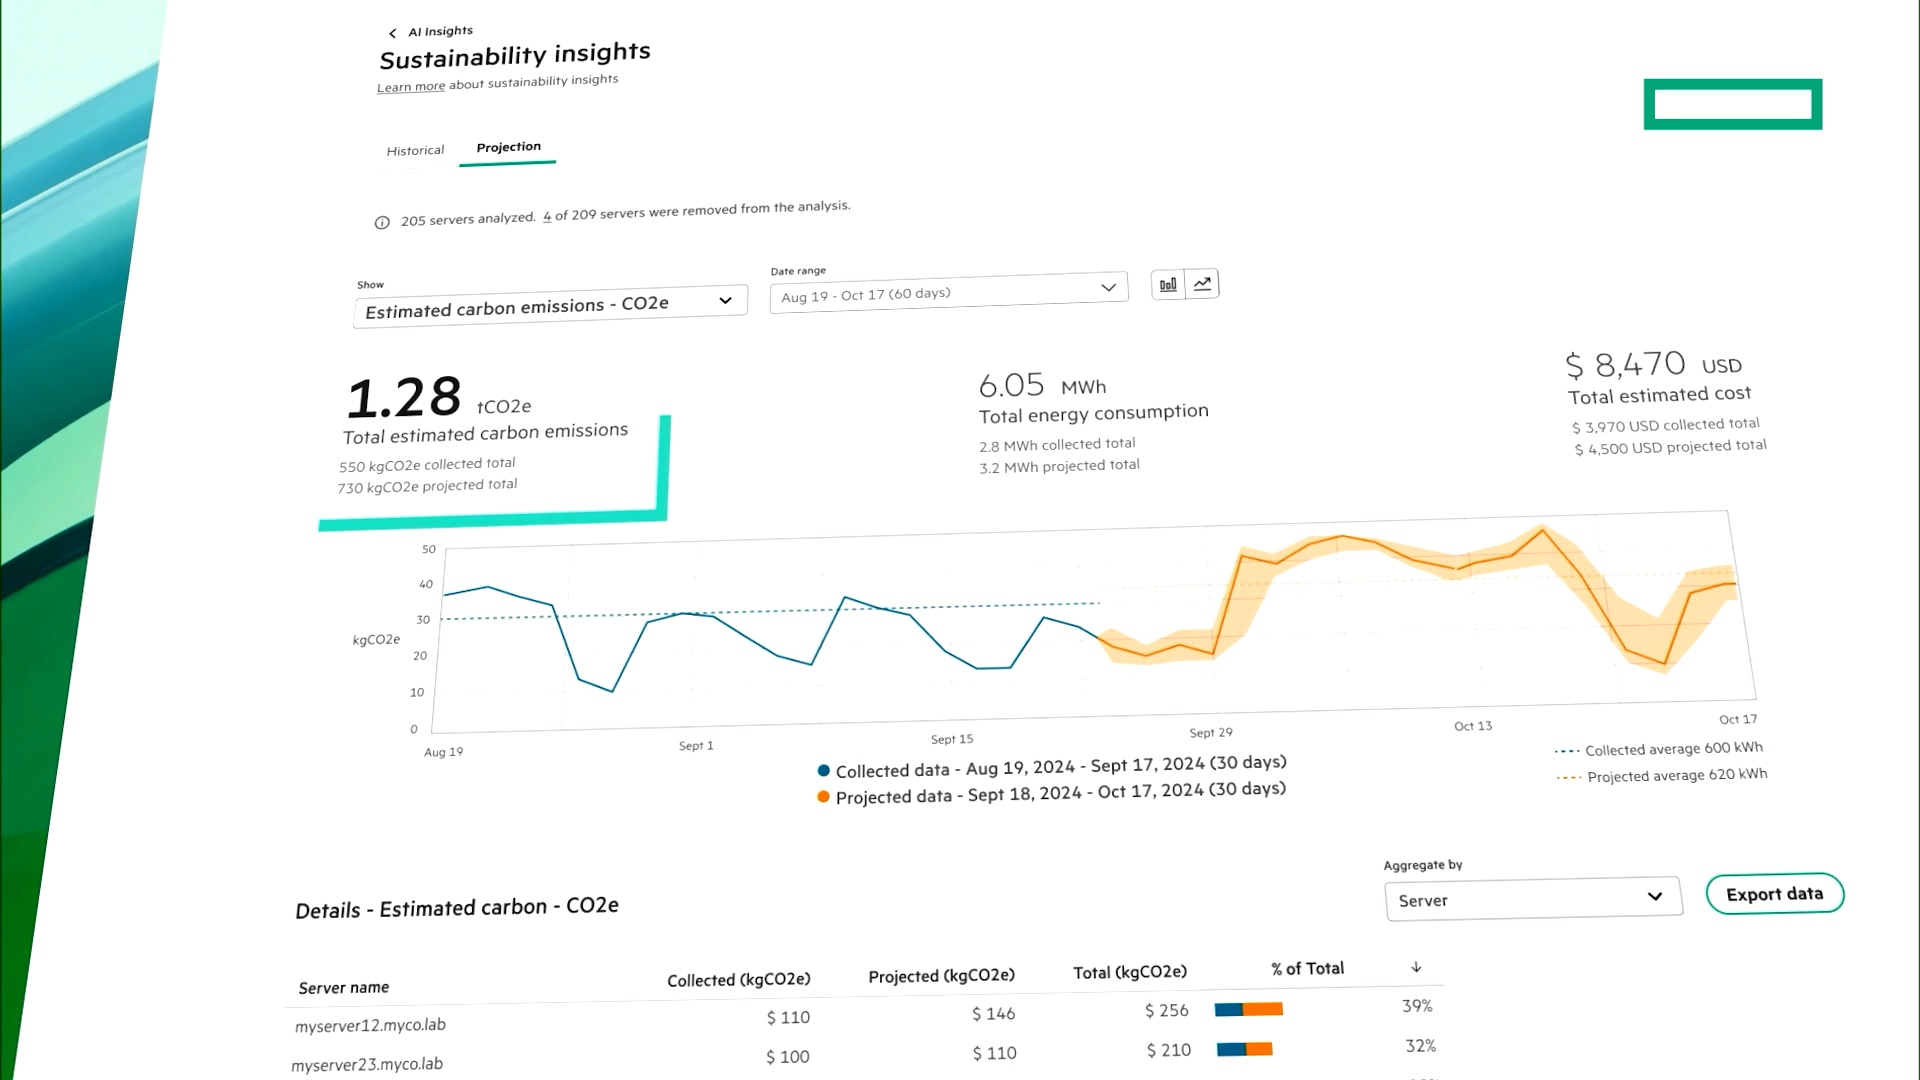 AI Insights
Sustainability insights
Learn more about sustainability insights
Historical
Projection
205 servers analyzed. 4 of 209 servers were removed from the analysis.
Show
Estimated carbon emissions - CO2e
Date range
Aug 19 - Oct 17 (60 days)
1.28 tCO2e
Total estimated carbon emissions
550 kgCO2e collected total
730 kgCO2e projected total
6.05 MWh
Total energy consumption
2.8 MWh collected total
3.2 MWh projected total
$ 8,470 USD
Total estimated cost
$ 3,970 USD collected total
$ 4,500 USD projected total
kgCO2e
50
40
30
20
10
0
Aug 19
Sept 1
Sept 15
Sept 29
Oct 13
Oct 17
Collected data - Aug 19, 2024 - Sept 17, 2024 (30 days)
Projected data - Sept 18, 2024 - Oct 17, 2024 (30 days)
Collected average 600 kWh
Projected average 620 kWh
Details - Estimated carbon - CO2e
Aggregate by
Server
Export data
Server name Collected (kgCO2e) Projected (kgCO2e) Total (kgCO2e) % of Total
myserver12.myco.lab $ 110 $ 146 $ 256 39%
myserver23.myco.lab $ 100 $ 110 $ 210 32%